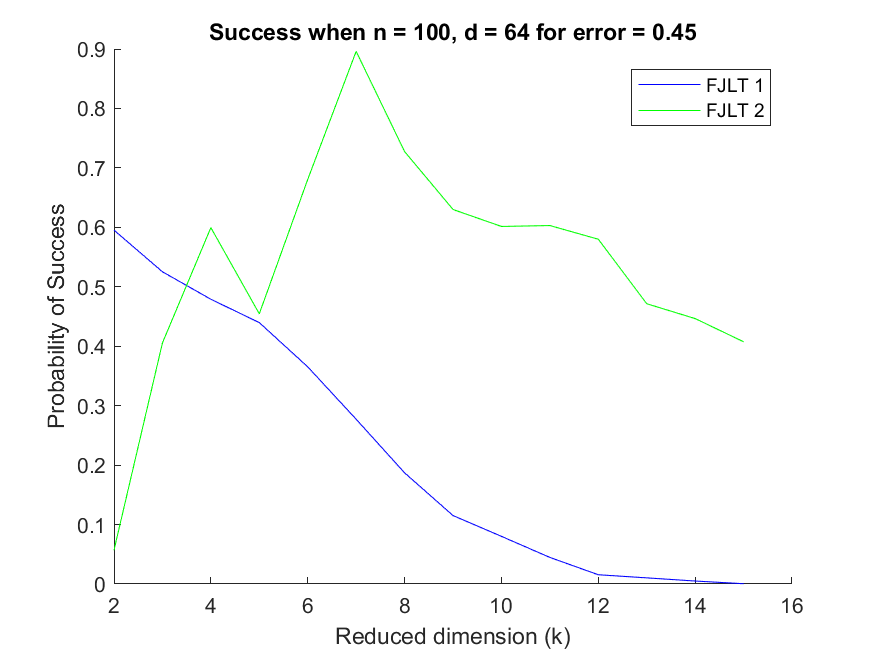 Success when n = 100, d = 64 for error = 0.45
FJLT 1
FJLT 2
0.9
0.8
0.7
0.6
0.5
0.4
0.3
0.2
0.1
0
Probability of Success
2 4 6 8 10 12 14 16
Reduced dimension (k)